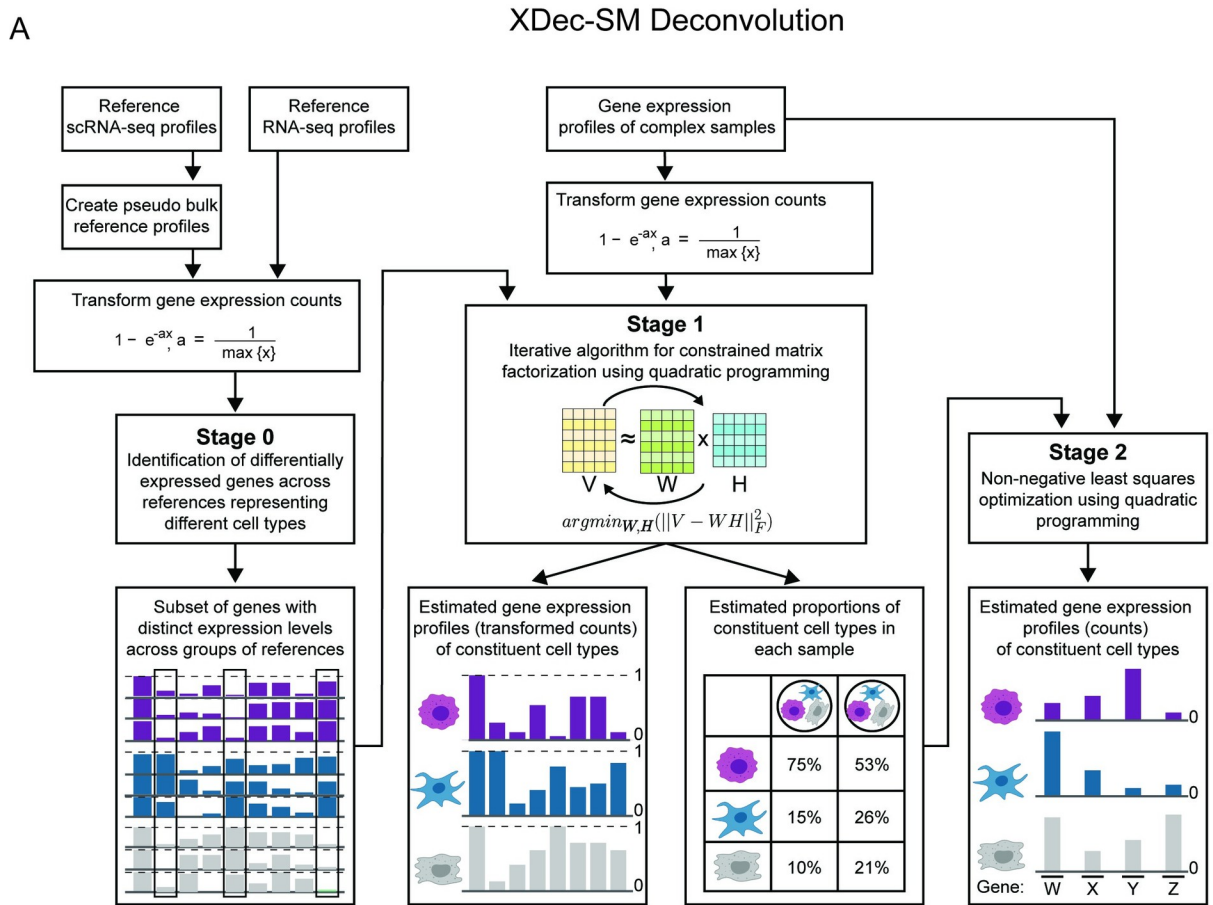 A
XDec-SM Deconvolution
Reference
scRNA-seq profiles
Reference
RNA-seq profiles
Gene expression
profiles of complex samples
Create pseudo bulk
reference profiles
Transform gene expression counts
1 − e^-ax, a = 1 / max {x}
Transform gene expression counts
1 − e^-ax, a = 1 / max {x}
Stage 0
Identification of differentially
expressed genes across
references representing
different cell types
Stage 1
Iterative algorithm for constrained matrix
factorization using quadratic programming
≈ x
V W H
argmin_W,H(||V − WH||²_F)
Stage 2
Non-negative least squares
optimization using quadratic
programming
Subset of genes with
distinct expression levels
across groups of references
Estimated gene expression
profiles (transformed counts)
of constituent cell types
1
0
1
0
1
0
Estimated proportions of
constituent cell types in
each sample
75% 53%
15% 26%
10% 21%
Estimated gene expression
profiles (counts)
of constituent cell types
0
0
0
Gene: W X Y Z